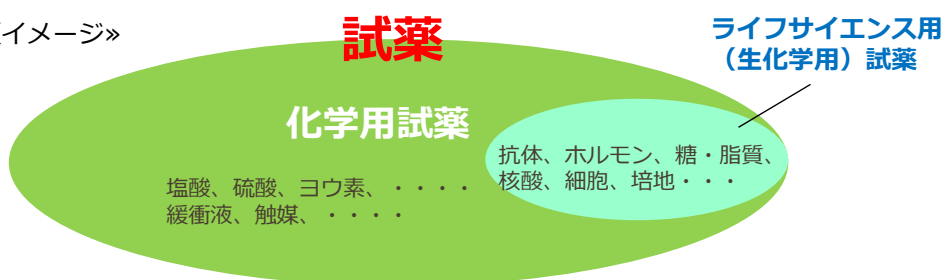 イメージ»
試薬
ライフサイエンス用
（生化学用）試薬
化学用試薬
抗体、ホルモン、糖・脂質、
核酸、細胞、培地・・・
塩酸、硫酸、ヨウ素、・・・・
緩衝液、触媒、・・・・